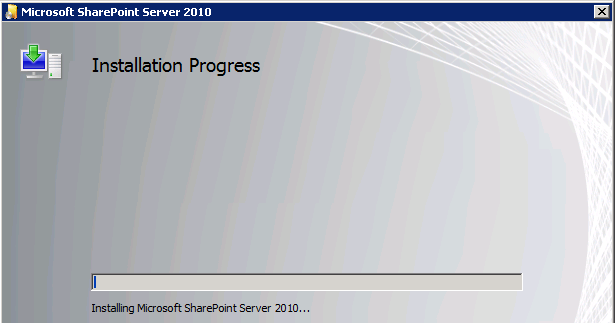 Microsoft SharePoint Server 2010
Installation Progress
Installing Microsoft SharePoint Server 2010...